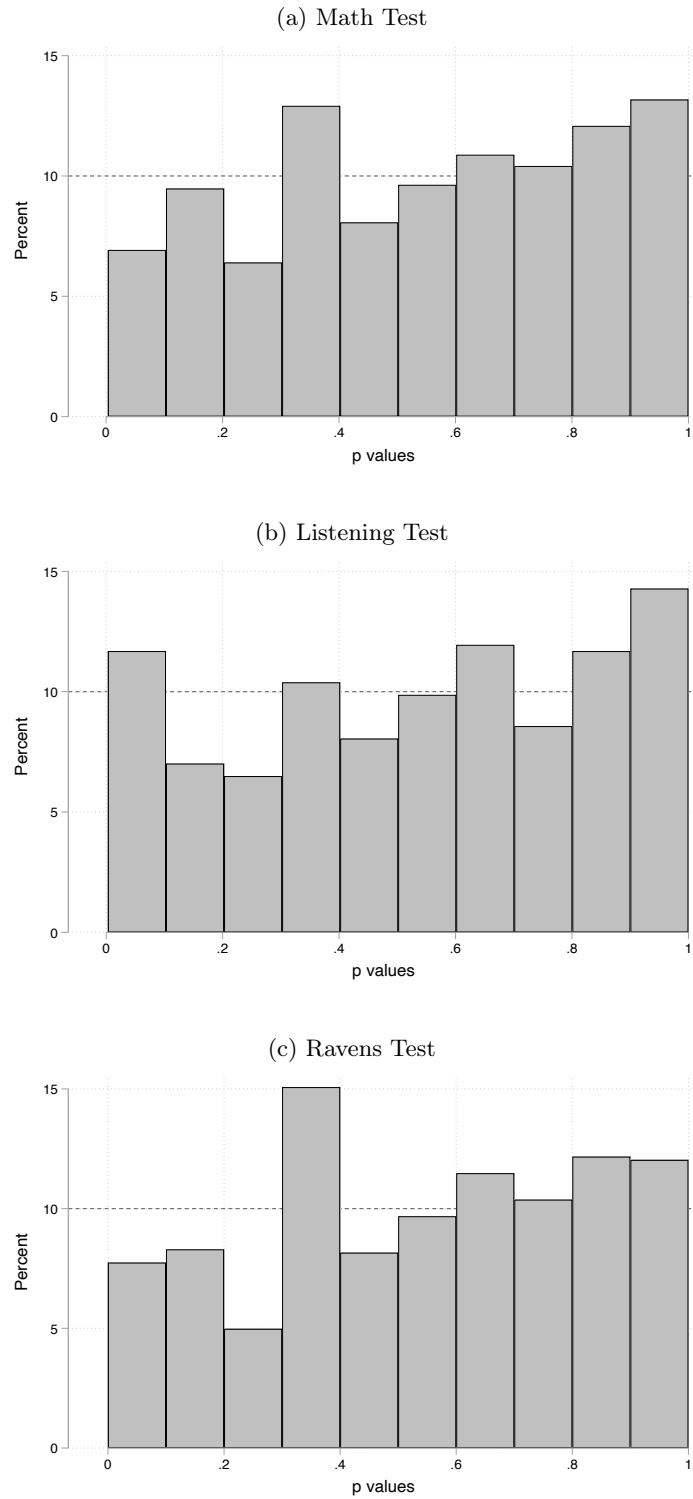 (a) Math Test
15
10
5
0
Percent
0 .2 .4 .6 .8 1
p values
(b) Listening Test
15
10
5
0
Percent
0 .2 .4 .6 .8 1
p values
(c) Ravens Test
15
10
5
0
Percent
0 .2 .4 .6 .8 1
p values